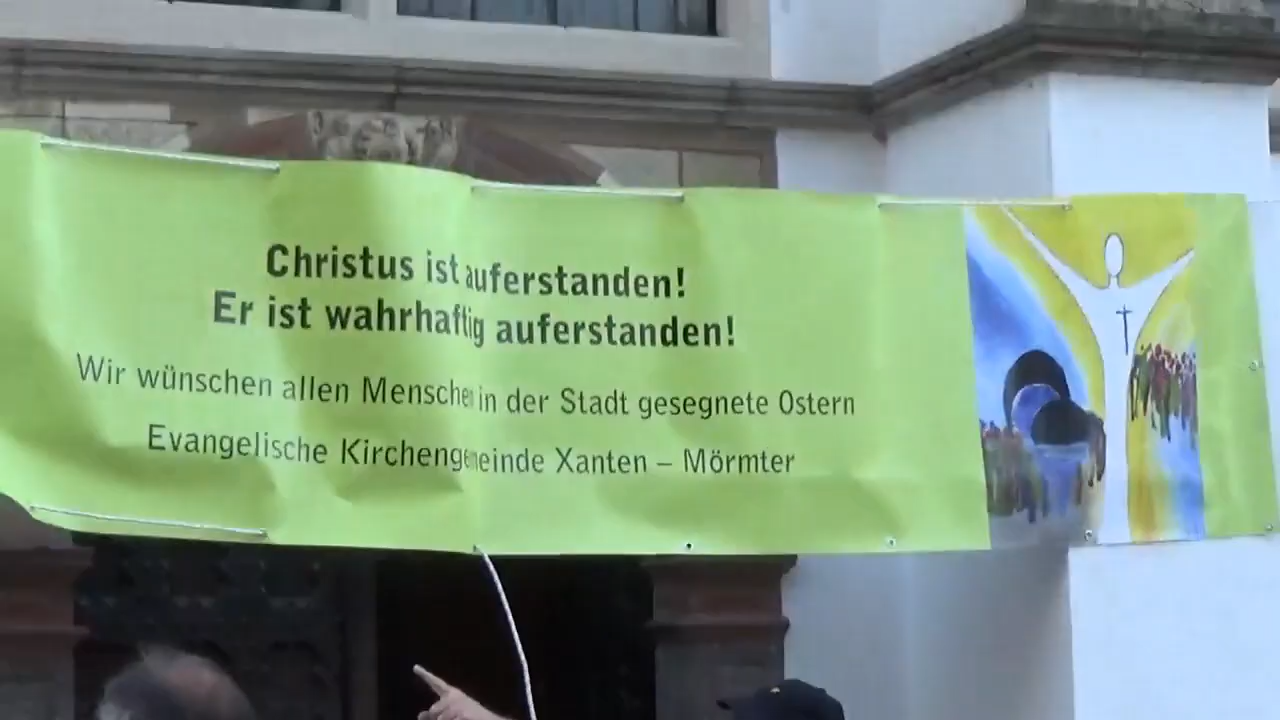 Christus ist auferstanden!
Er ist wahrhaftig auferstanden!
Wir wünschen allen Menschen in der Stadt gesegnete Ostern
Evangelische Kirchengemeinde Xanten – Mörmter